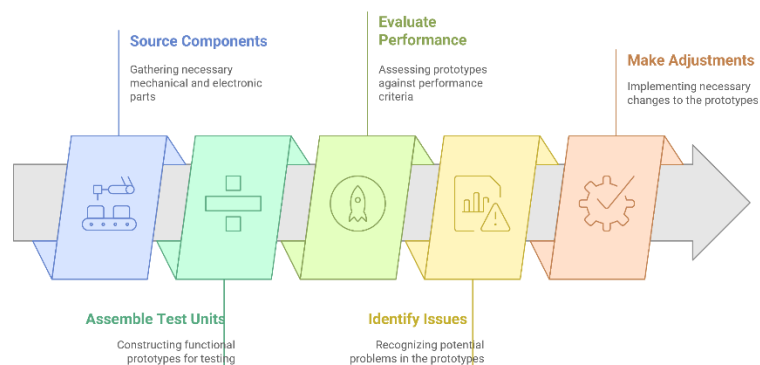 Source Components
Gathering necessary
mechanical and electronic
parts
Assemble Test Units
Constructing functional
prototypes for testing
Evaluate
Performance
Assessing prototypes
against performance
criteria
Identify Issues
Recognizing potential
problems in the prototypes
Make Adjustments
Implementing necessary
changes to the prototypes